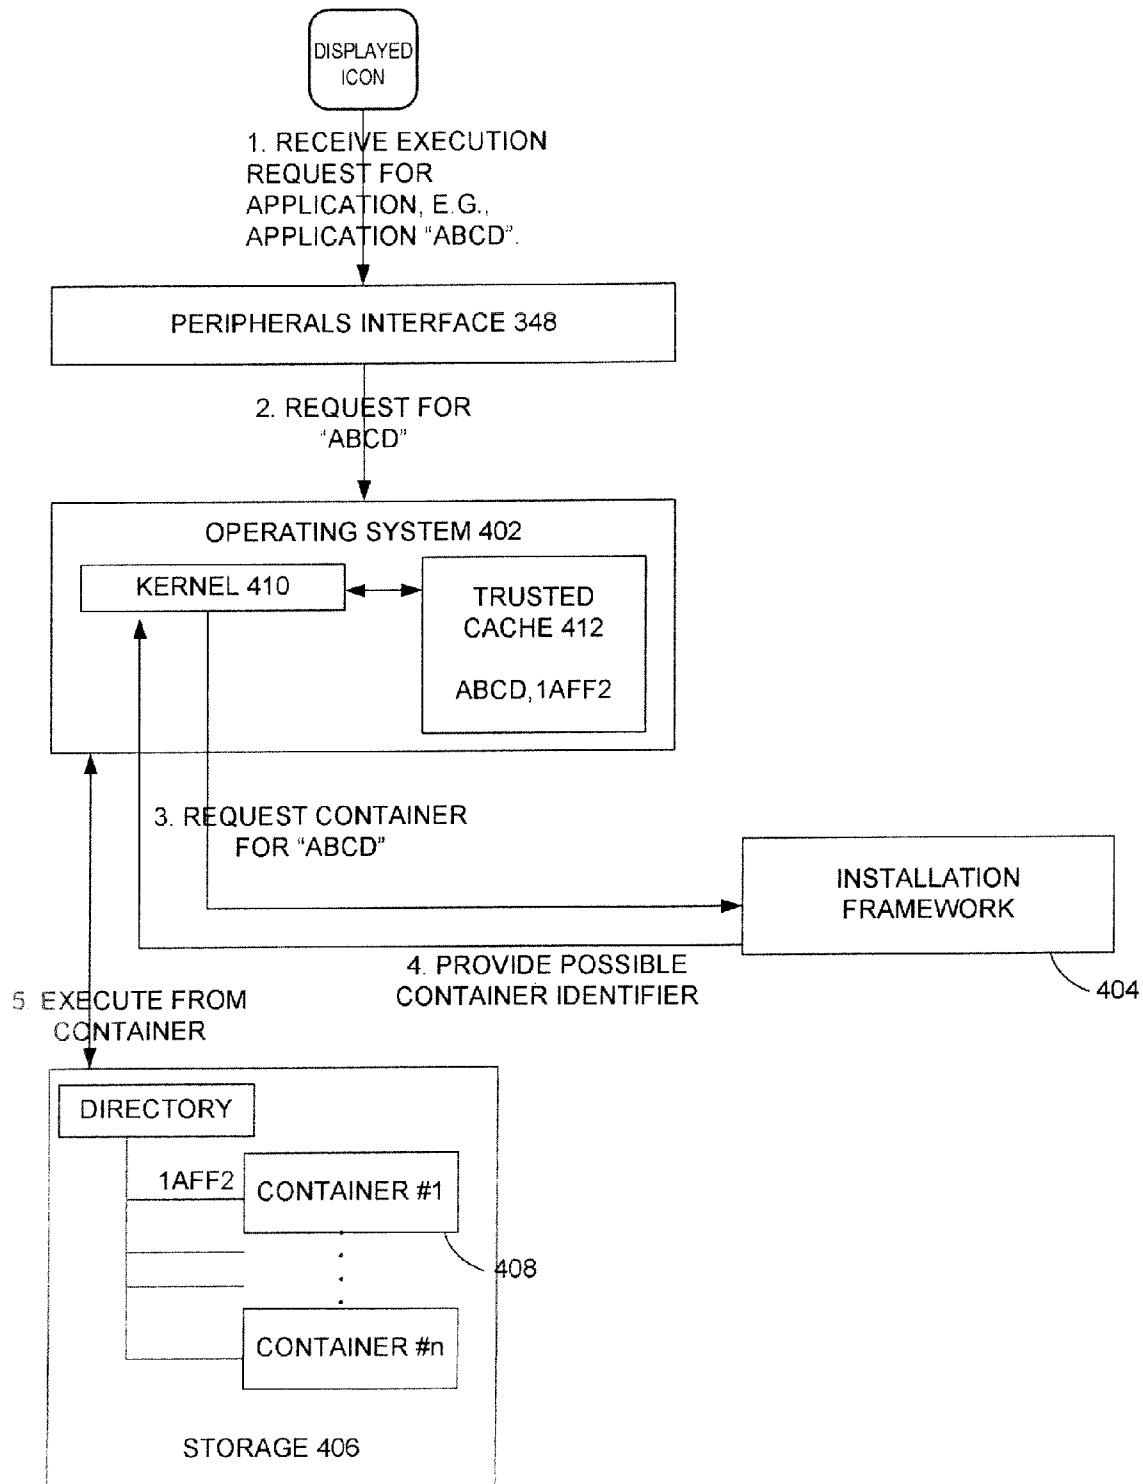 DISPLAYED
ICON
1. RECEIVE EXECUTION
REQUEST FOR
APPLICATION, E.G.,
APPLICATION “ABCD”.
PERIPHERALS INTERFACE 348
2. REQUEST FOR
“ABCD”
OPERATING SYSTEM 402
KERNEL 410
TRUSTED
CACHE 412
ABCD,1AFF2
3. REQUEST CONTAINER
FOR “ABCD”
INSTALLATION
FRAMEWORK
404
4. PROVIDE POSSIBLE
CONTAINER IDENTIFIER
5. EXECUTE FROM
CONTAINER
DIRECTORY
1AFF2
CONTAINER #1
408
CONTAINER #n
STORAGE 406